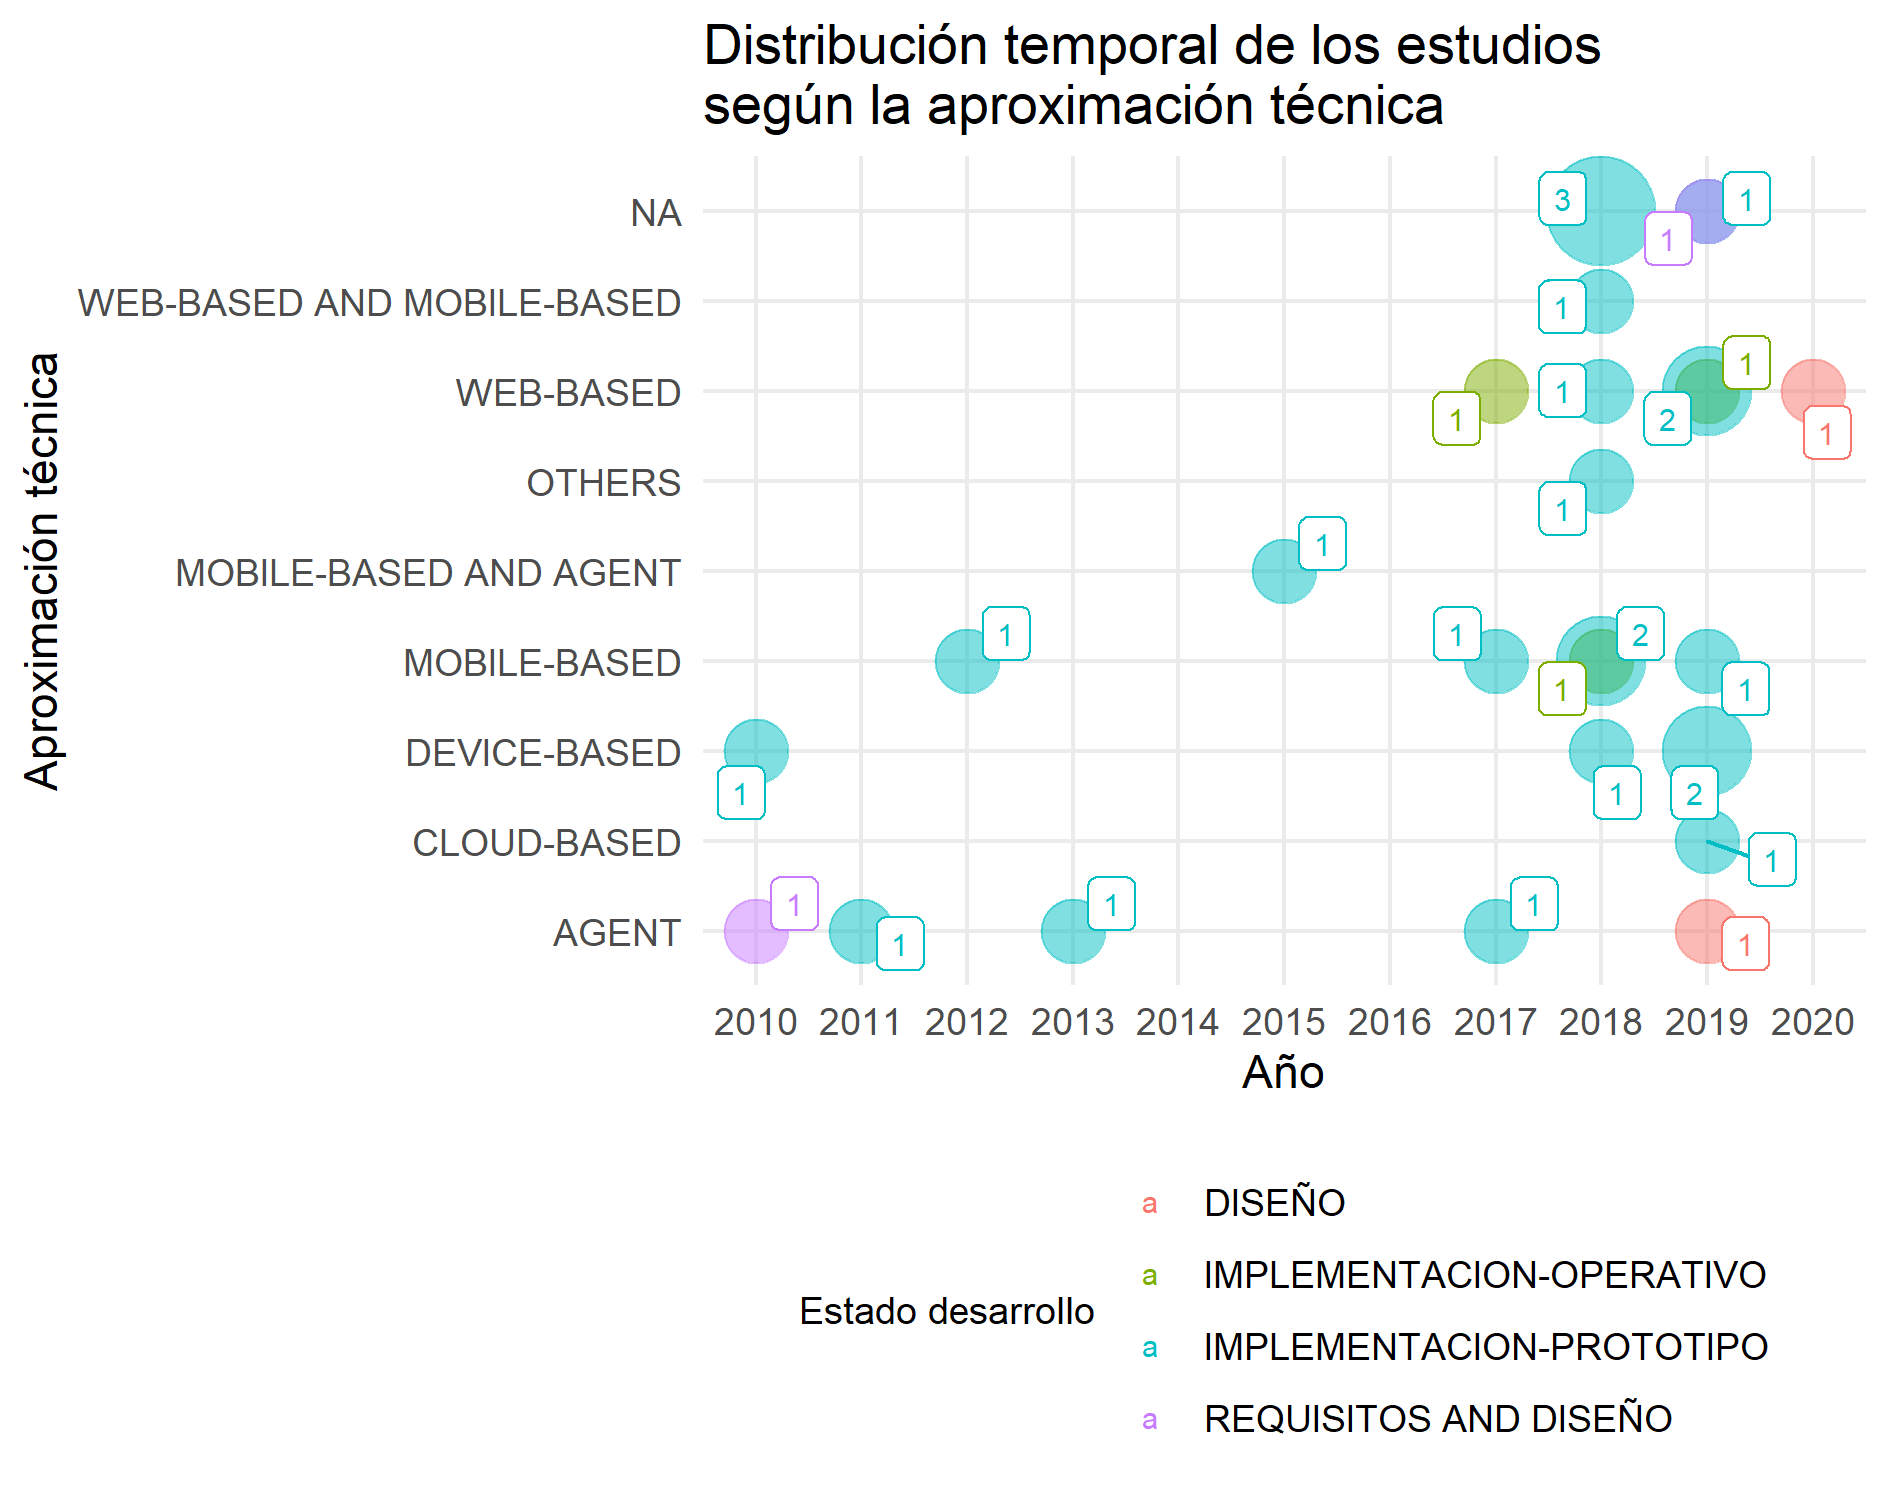 Distribución temporal de los estudios
según la aproximación técnica
Aproximación técnica
NA
3
1
1
WEB-BASED AND MOBILE-BASED
1
WEB-BASED
1
1
2
1
1
OTHERS
1
MOBILE-BASED AND AGENT
1
MOBILE-BASED
1
1
1
2
1
DEVICE-BASED
1
1
2
CLOUD-BASED
1
AGENT
1
1
1
1
1
2010 2011 2012 2013 2014 2015 2016 2017 2018 2019 2020
Año
Estado desarrollo
a DISEÑO
a IMPLEMENTACION-OPERATIVO
a IMPLEMENTACION-PROTOTIPO
a REQUISITOS AND DISEÑO